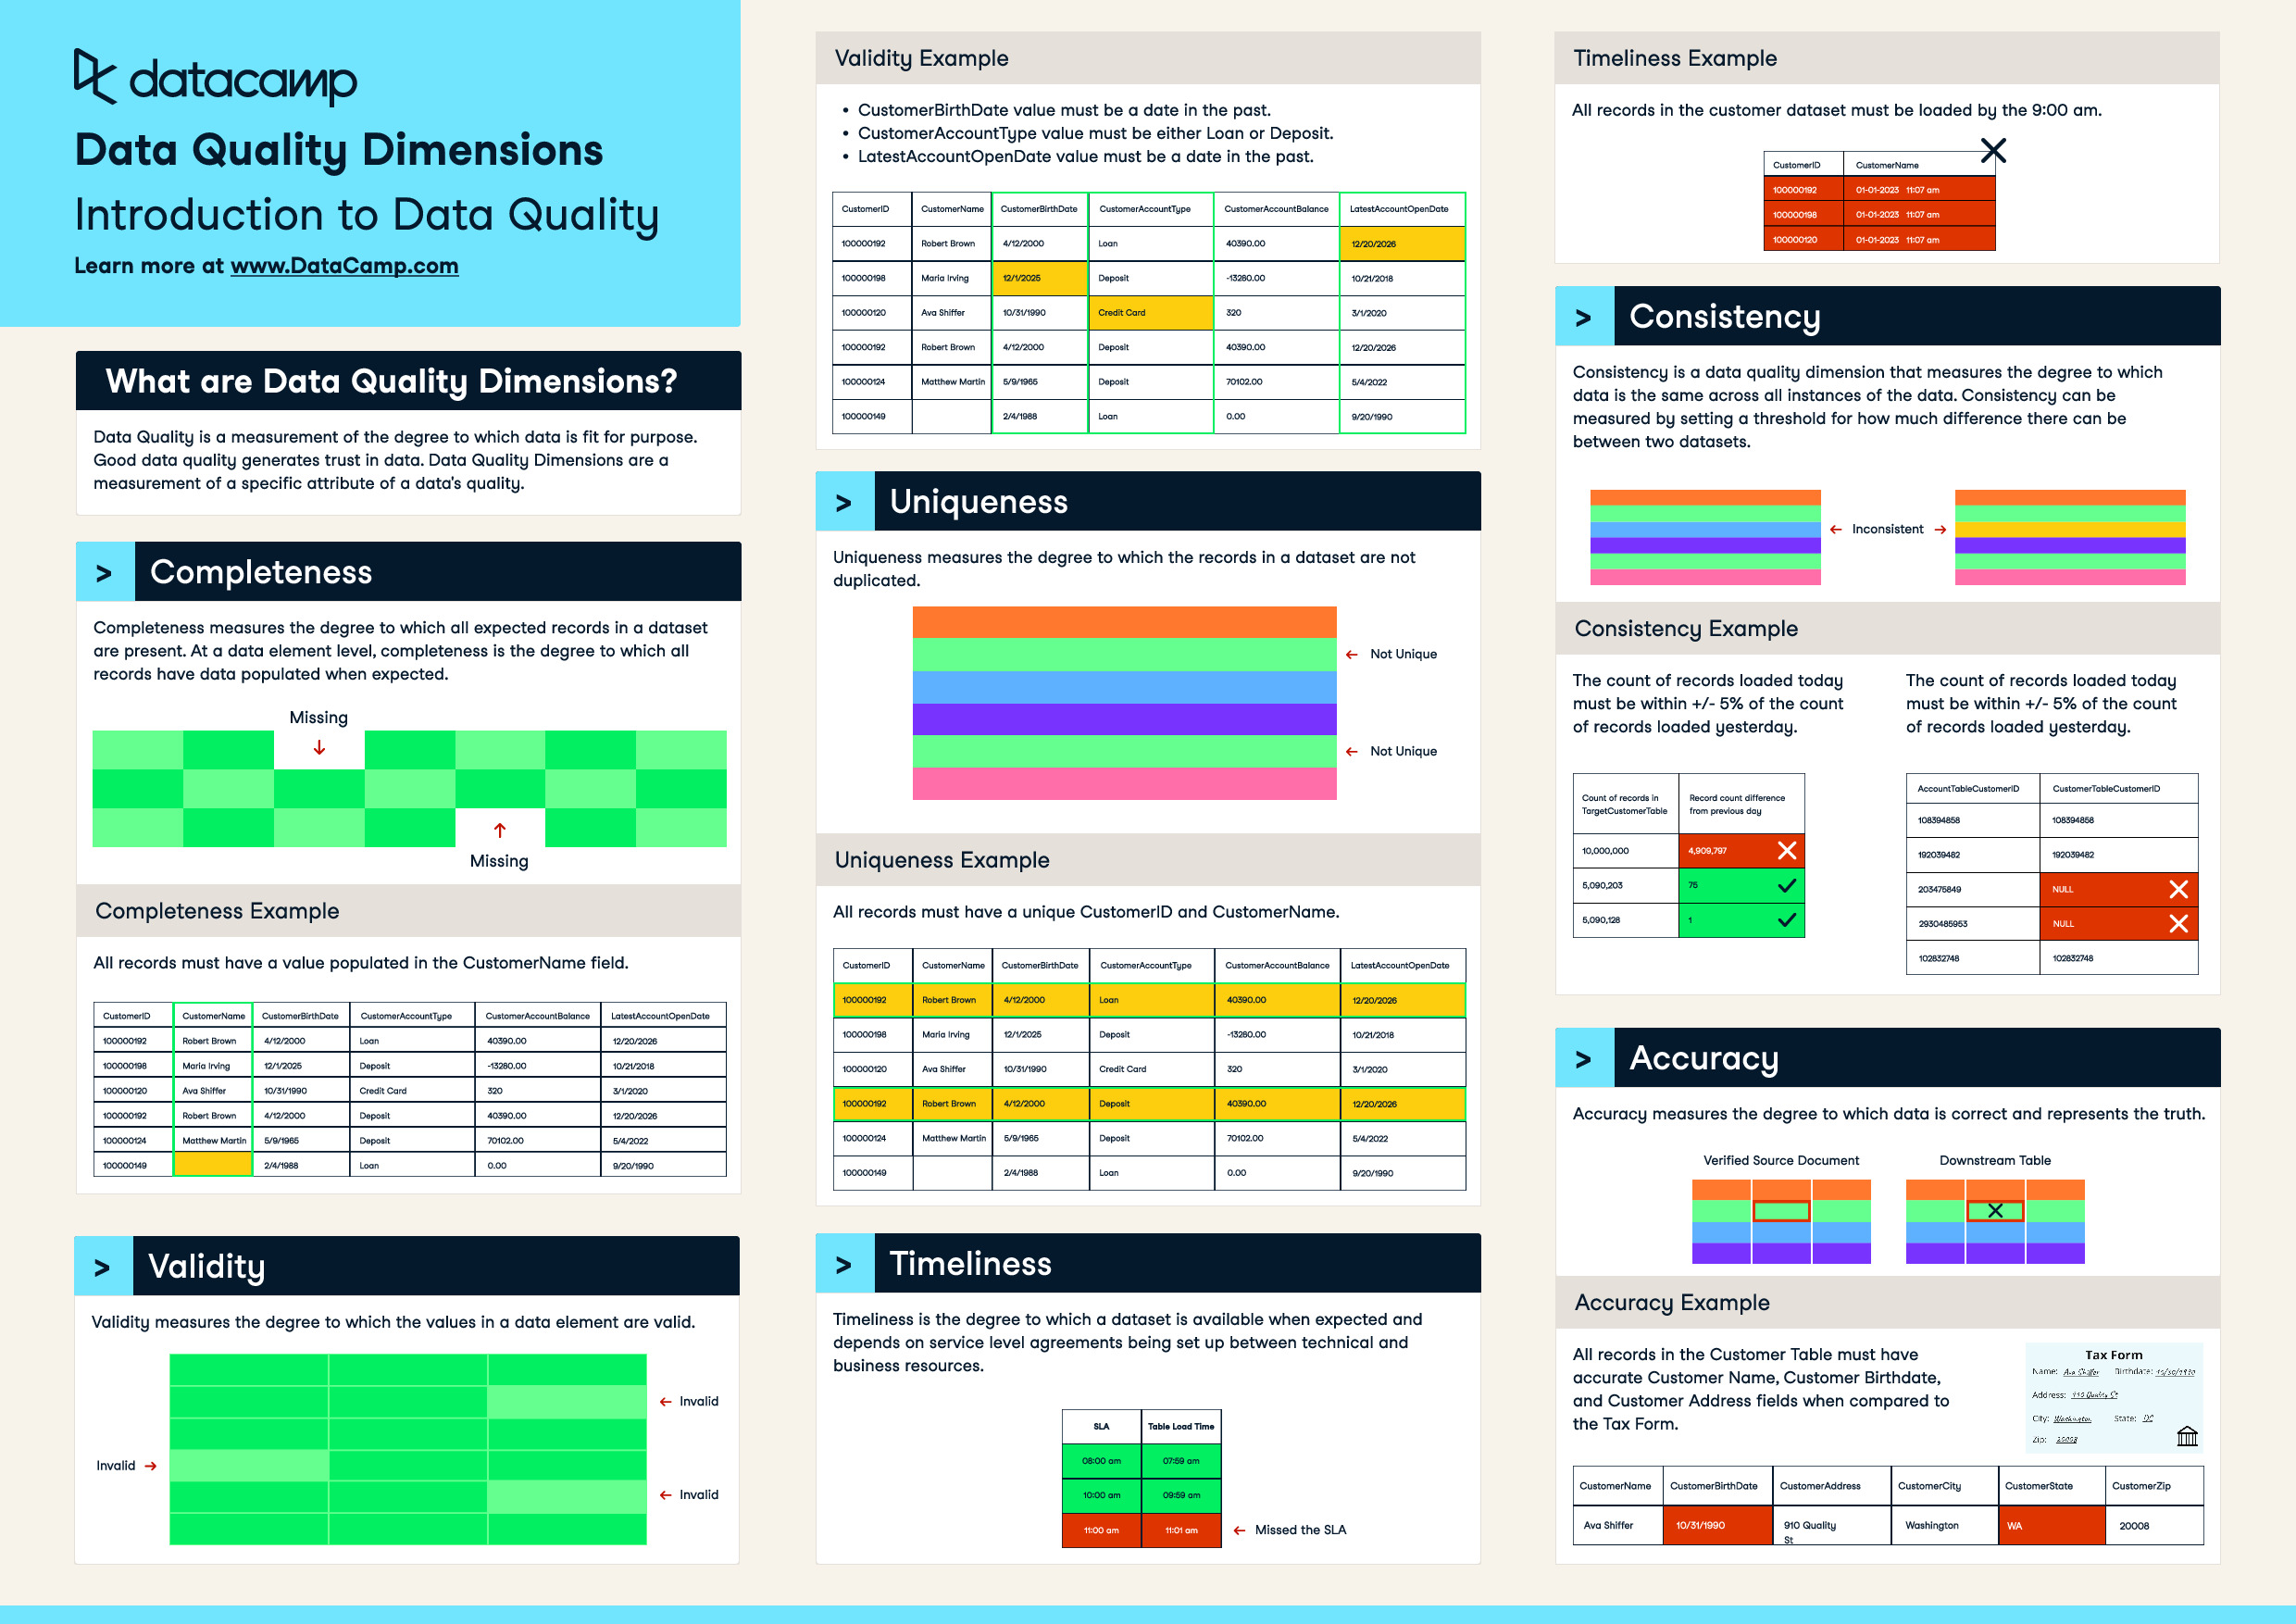 datacamp
Data Quality Dimensions
Introduction to Data Quality
Learn more at www.DataCamp.com
What are Data Quality Dimensions?
Data Quality is a measurement of the degree to which data is fit for purpose.
Good data quality generates trust in data. Data Quality Dimensions are a
measurement of a specific attribute of a data's quality.
> Completeness
Completeness measures the degree to which all expected records in a dataset
are present. At a data element level, completeness is the degree to which all
records have data populated when expected.
Missing
Missing
Completeness Example
All records must have a value populated in the CustomerName field.
CustomerID CustomerName CustomerBirthDate CustomerAccountType CustomerAccountBalance LatestAccountOpenDate
100000192 Robert Brown 4/12/2000 Loan 40390.00 12/20/2026
100000198 Maria Irving 12/1/2025 Deposit -13280.00 10/21/2018
100000120 Ava Shiffer 10/31/1990 Credit Card 320 3/1/2020
100000192 Robert Brown 4/12/2000 Deposit 40390.00 12/20/2026
100000124 Matthew Martin 5/9/1965 Deposit 70102.00 5/4/2022
100000149 2/4/1988 Loan 0.00 9/20/1990
> Validity
Validity measures the degree to which the values in a data element are valid.
Invalid
Invalid
Invalid
Validity Example
• CustomerBirthDate value must be a date in the past.
• CustomerAccountType value must be either Loan or Deposit.
• LatestAccountOpenDate value must be a date in the past.
CustomerID CustomerName CustomerBirthDate CustomerAccountType CustomerAccountBalance LatestAccountOpenDate
100000192 Robert Brown 4/12/2000 Loan 40390.00 12/20/2026
100000198 Maria Irving 12/1/2025 Deposit -13280.00 10/21/2018
100000120 Ava Shiffer 10/31/1990 Credit Card 320 3/1/2020
100000192 Robert Brown 4/12/2000 Deposit 40390.00 12/20/2026
100000124 Matthew Martin 5/9/1965 Deposit 70102.00 5/4/2022
100000149 2/4/1988 Loan 0.00 9/20/1990
> Uniqueness
Uniqueness measures the degree to which the records in a dataset are not
duplicated.
Not Unique
Not Unique
Uniqueness Example
All records must have a unique CustomerID and CustomerName.
CustomerID CustomerName CustomerBirthDate CustomerAccountType CustomerAccountBalance LatestAccountOpenDate
100000192 Robert Brown 4/12/2000 Loan 40390.00 12/20/2026
100000198 Maria Irving 12/1/2025 Deposit -13280.00 10/21/2018
100000120 Ava Shiffer 10/31/1990 Credit Card 320 3/1/2020
100000192 Robert Brown 4/12/2000 Deposit 40390.00 12/20/2026
100000124 Matthew Martin 5/9/1965 Deposit 70102.00 5/4/2022
100000149 2/4/1988 Loan 0.00 9/20/1990
> Timeliness
Timeliness is the degree to which a dataset is available when expected and
depends on service level agreements being set up between technical and
business resources.
SLA Table Load Time
08:00 am 07:59 am
10:00 am 09:59 am
11:00 am 11:01 am
Missed the SLA
Timeliness Example
All records in the customer dataset must be loaded by the 9:00 am.
CustomerID CustomerName
100000192 01-01-2023 11:07 am
100000198 01-01-2023 11:07 am
100000120 01-01-2023 11:07 am
> Consistency
Consistency is a data quality dimension that measures the degree to which
data is the same across all instances of the data. Consistency can be
measured by setting a threshold for how much difference there can be
between two datasets.
Inconsistent
Consistency Example
The count of records loaded today
must be within +/- 5% of the count
of records loaded yesterday.
Count of records in
TargetCustomerTable
Record count difference
from previous day
10,000,000 4,909,797
5,090,203 75
5,090,128 1
The count of records loaded today
must be within +/- 5% of the count
of records loaded yesterday.
AccountTableCustomerID CustomerTableCustomerID
108394858 108394858
192039482 192039482
203475849 NULL
2930485953 NULL
102832748 102832748
> Accuracy
Accuracy measures the degree to which data is correct and represents the truth.
Verified Source Document
Downstream Table
Accuracy Example
All records in the Customer Table must have
accurate Customer Name, Customer Birthdate,
and Customer Address fields when compared to
the Tax Form.
Tax Form
Name: Ava Shiffer Birthdate: 10/30/1990
Address: 910 Quality St
City: Washington State: DC
Zip: 20008
CustomerName CustomerBirthDate CustomerAddress CustomerCity CustomerState CustomerZip
Ava Shiffer 10/31/1990 910 Quality Washington WA 20008
St